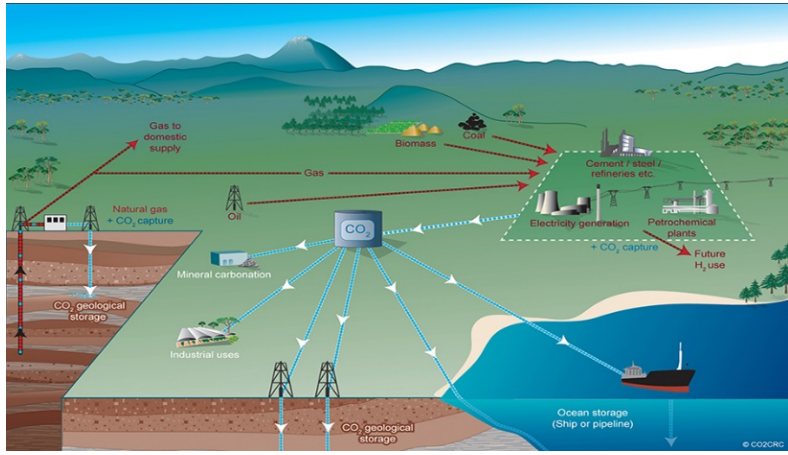 Gas to
domestic
supply
Coal
Biomass
Cement / steel /
refineries etc.
Gas
Oil
Natural gas
+ CO₂ capture
Electricity generation
Petrochemical
plants
CO₂
+ CO₂ capture
Future
H₂ use
Mineral carbonation
CO₂ geological
storage
Industrial uses
Ocean storage
(Ship or pipeline)
CO₂ geological
storage
© CO2CRC